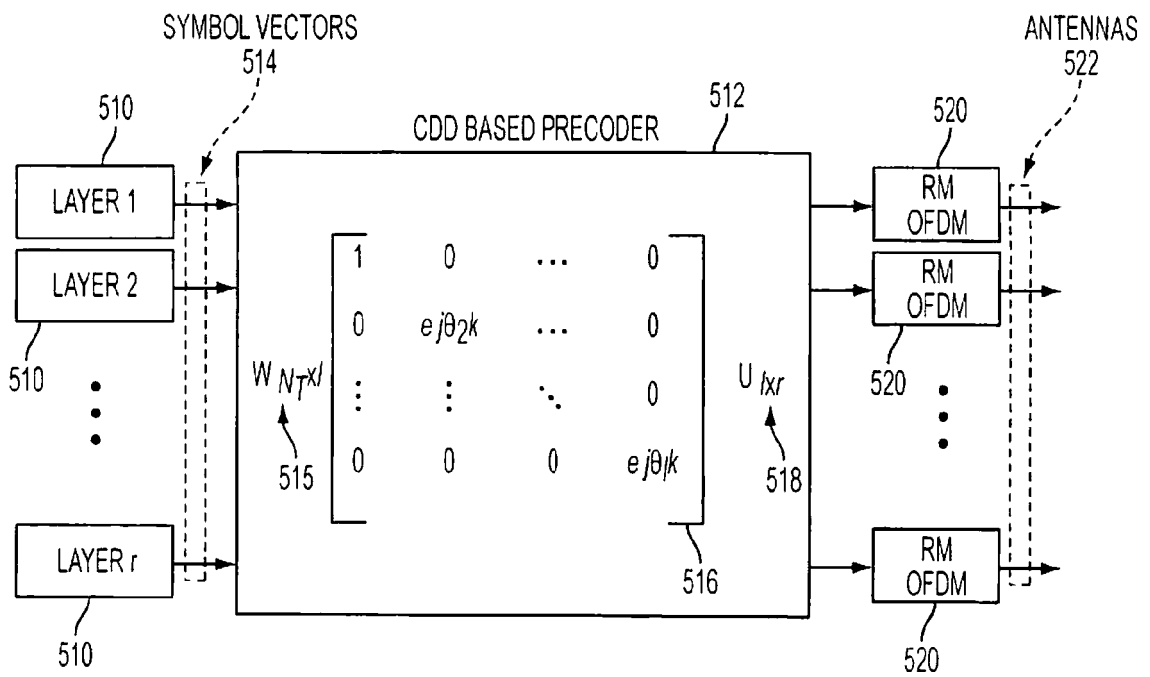 SYMBOL VECTORS
514
ANTENNAS
522
510
512
520
CDD BASED PRECODER
LAYER 1
RM
OFDM
LAYER 2
RM
OFDM
510
520
1 0 ... 0
0 e jθ2k ... 0
W NT xl
⋮ ⋮ ⋱ 0
U lxr
515
0 0 0 e jθlk
518
LAYER r
516
RM
OFDM
510
520